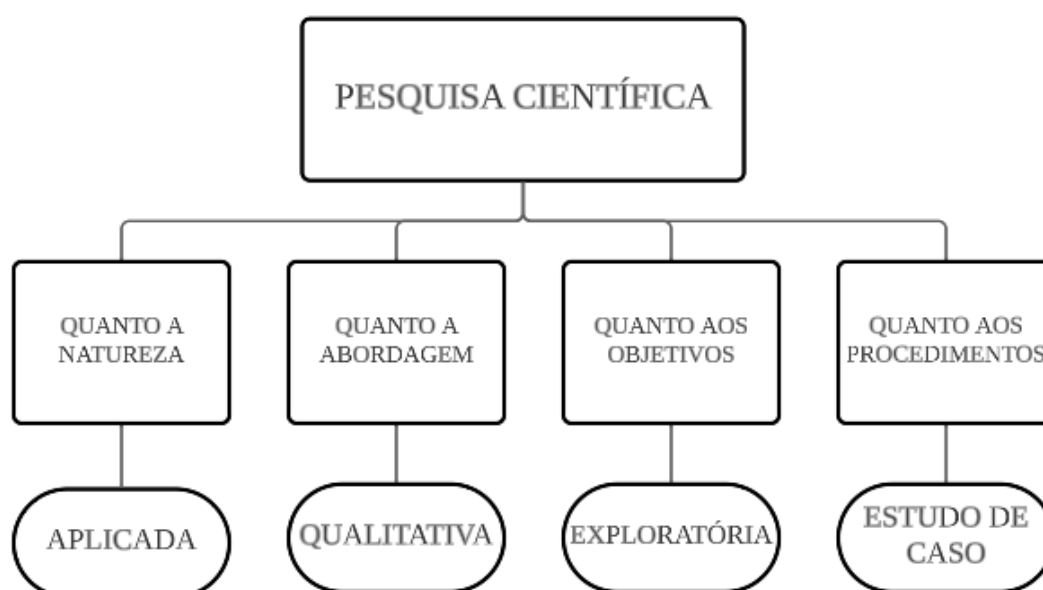 PESQUISA CIENTÍFICA
QUANTO A
NATUREZA
QUANTO A
ABORDAGEM
QUANTO AOS
OBJETIVOS
QUANTO AOS
PROCEDIMENTOS
APLICADA
QUALITATIVA
EXPLORATÓRIA
ESTUDO DE
CASO